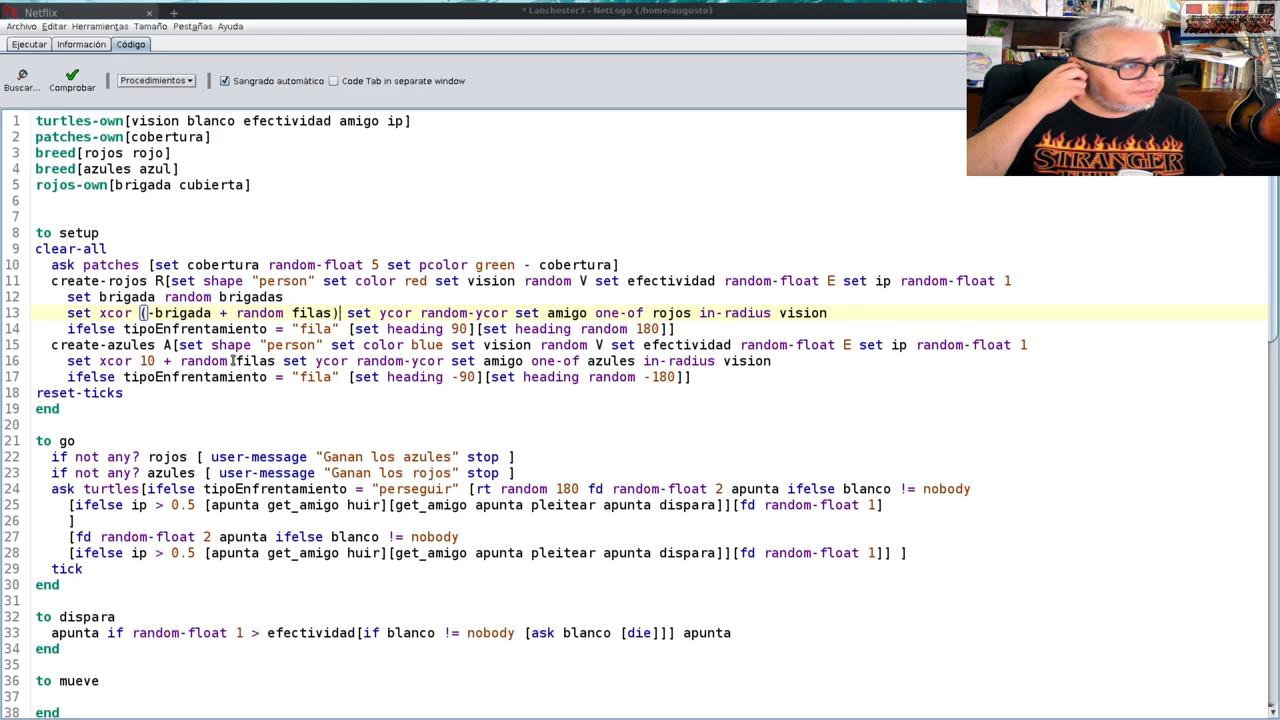 Netflix × +
* Lanchester3 - NetLogo {/home/augusto}
Archivo Editar Herramientas Tamaño Pestañas Ayuda
Ejecutar Información Código
Buscar... Comprobar Procedimientos Sangrado automático Code Tab in separate window
STRANGER
1 turtles-own[vision blanco efectividad amigo ip]
2 patches-own[cobertura]
3 breed[rojos rojo]
4 breed[azules azul]
5 rojos-own[brigada cubierta]
6
7
8 to setup
9 clear-all
10 ask patches [set cobertura random-float 5 set pcolor green - cobertura]
11 create-rojos R[set shape "person" set color red set vision random V set efectividad random-float E set ip random-float 1
12 set brigada random brigadas
13 set xcor (-brigada + random filas) set ycor random-ycor set amigo one-of rojos in-radius vision
14 ifelse tipoEnfrentamiento = "fila" [set heading 90][set heading random 180]]
15 create-azules A[set shape "person" set color blue set vision random V set efectividad random-float E set ip random-float 1
16 set xcor 10 + random filas set ycor random-ycor set amigo one-of azules in-radius vision
17 ifelse tipoEnfrentamiento = "fila" [set heading -90][set heading random -180]]
18 reset-ticks
19 end
20
21 to go
22 if not any? rojos [ user-message "Ganan los azules" stop ]
23 if not any? azules [ user-message "Ganan los rojos" stop ]
24 ask turtles[ifelse tipoEnfrentamiento = "perseguir" [rt random 180 fd random-float 2 apunta ifelse blanco != nobody
25 [ifelse ip > 0.5 [apunta get_amigo huir][get_amigo apunta pleitear apunta dispara]][fd random-float 1]
26 ]
27 [fd random-float 2 apunta ifelse blanco != nobody
28 [ifelse ip > 0.5 [apunta get_amigo huir][get_amigo apunta pleitear apunta dispara]][fd random-float 1]] ]
29 tick
30 end
31
32 to dispara
33 apunta if random-float 1 > efectividad[if blanco != nobody [ask blanco [die]]] apunta
34 end
35
36 to mueve
37
38 end